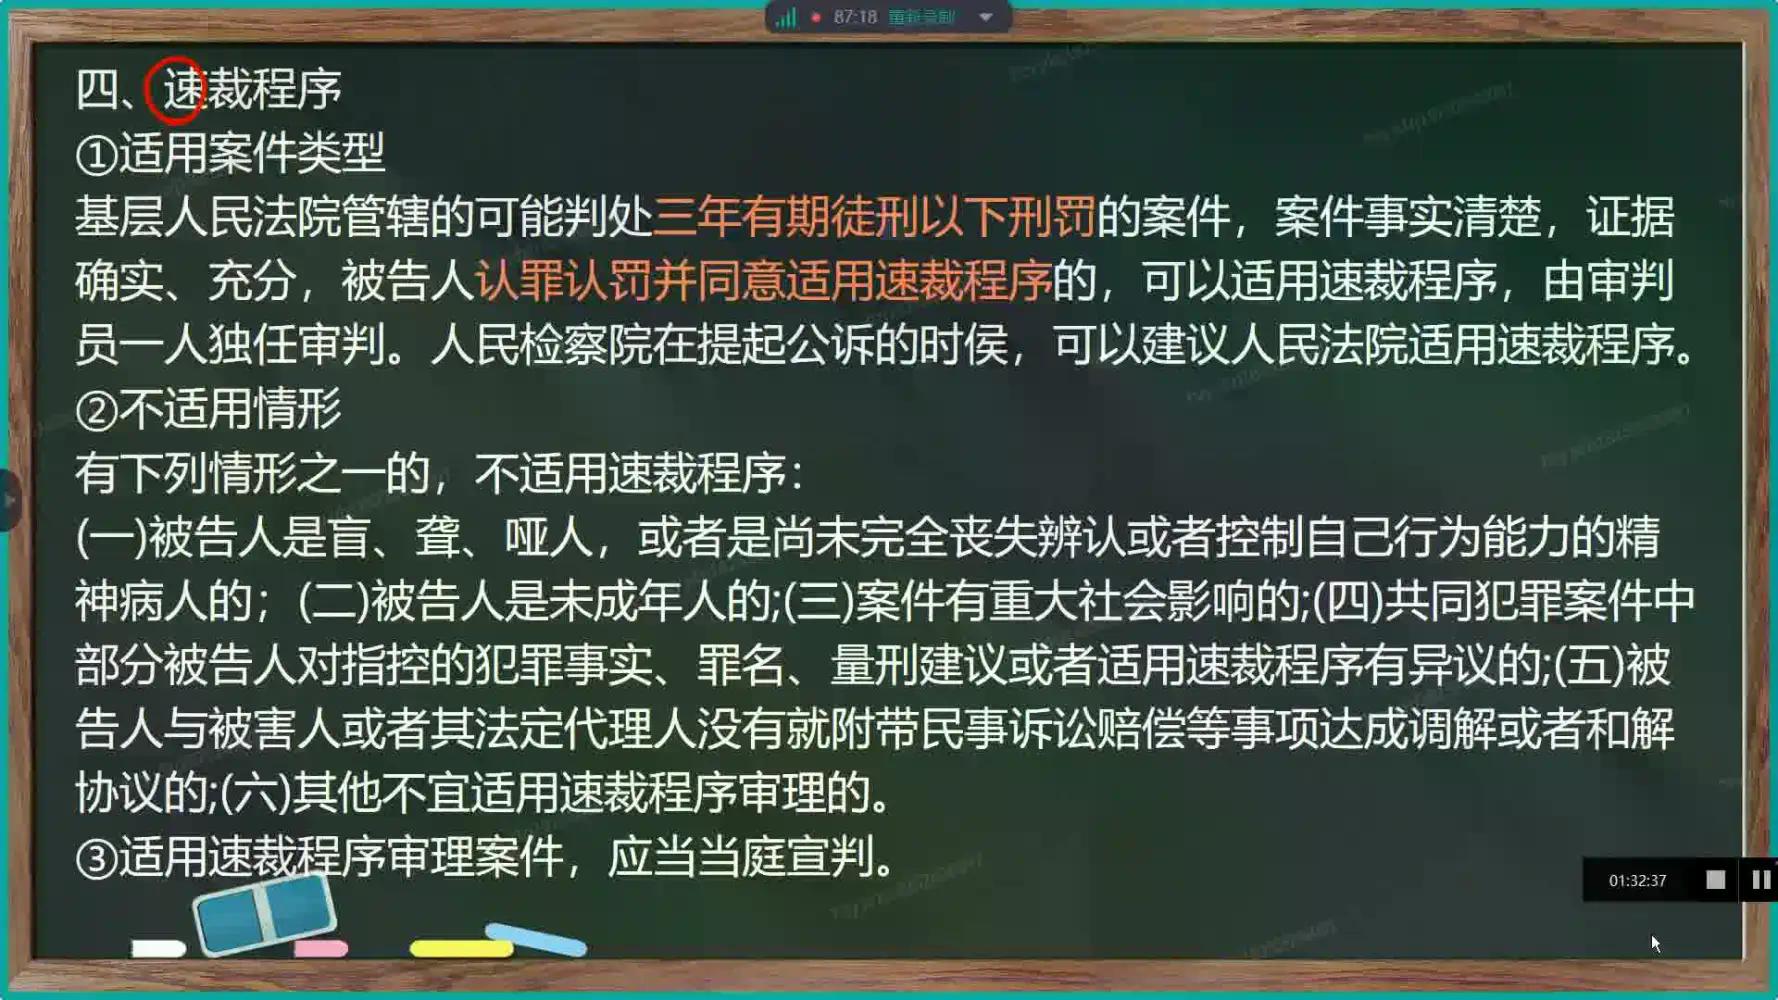 87:18 重新录制
四、速裁程序
①适用案件类型
基层人民法院管辖的可能判处三年有期徒刑以下刑罚的案件，案件事实清楚，证据
确实、充分，被告人认罪认罚并同意适用速裁程序的，可以适用速裁程序，由审判
员一人独任审判。人民检察院在提起公诉的时侯，可以建议人民法院适用速裁程序。
②不适用情形
有下列情形之一的，不适用速裁程序：
(一)被告人是盲、聋、哑人，或者是尚未完全丧失辨认或者控制自己行为能力的精
神病人的；(二)被告人是未成年人的;(三)案件有重大社会影响的;(四)共同犯罪案件中
部分被告人对指控的犯罪事实、罪名、量刑建议或者适用速裁程序有异议的;(五)被
告人与被害人或者其法定代理人没有就附带民事诉讼赔偿等事项达成调解或者和解
协议的;(六)其他不宜适用速裁程序审理的。
③适用速裁程序审理案件，应当当庭宣判。
01:32:37